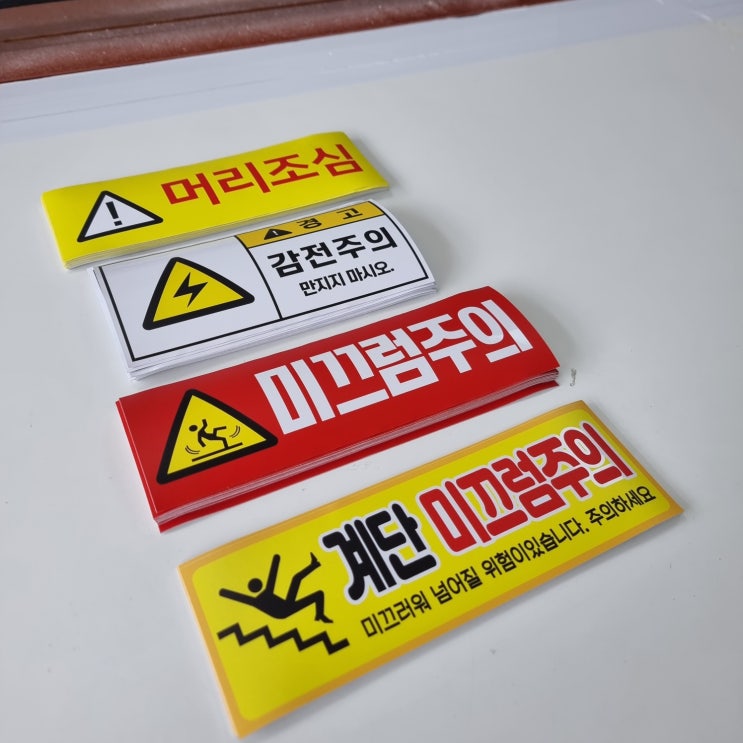 머리조심
경고
감전주의
만지지 마시오.
미끄럼주의
계단 미끄럼주의
미끄러워 넘어질 위험이있습니다. 주의하세요